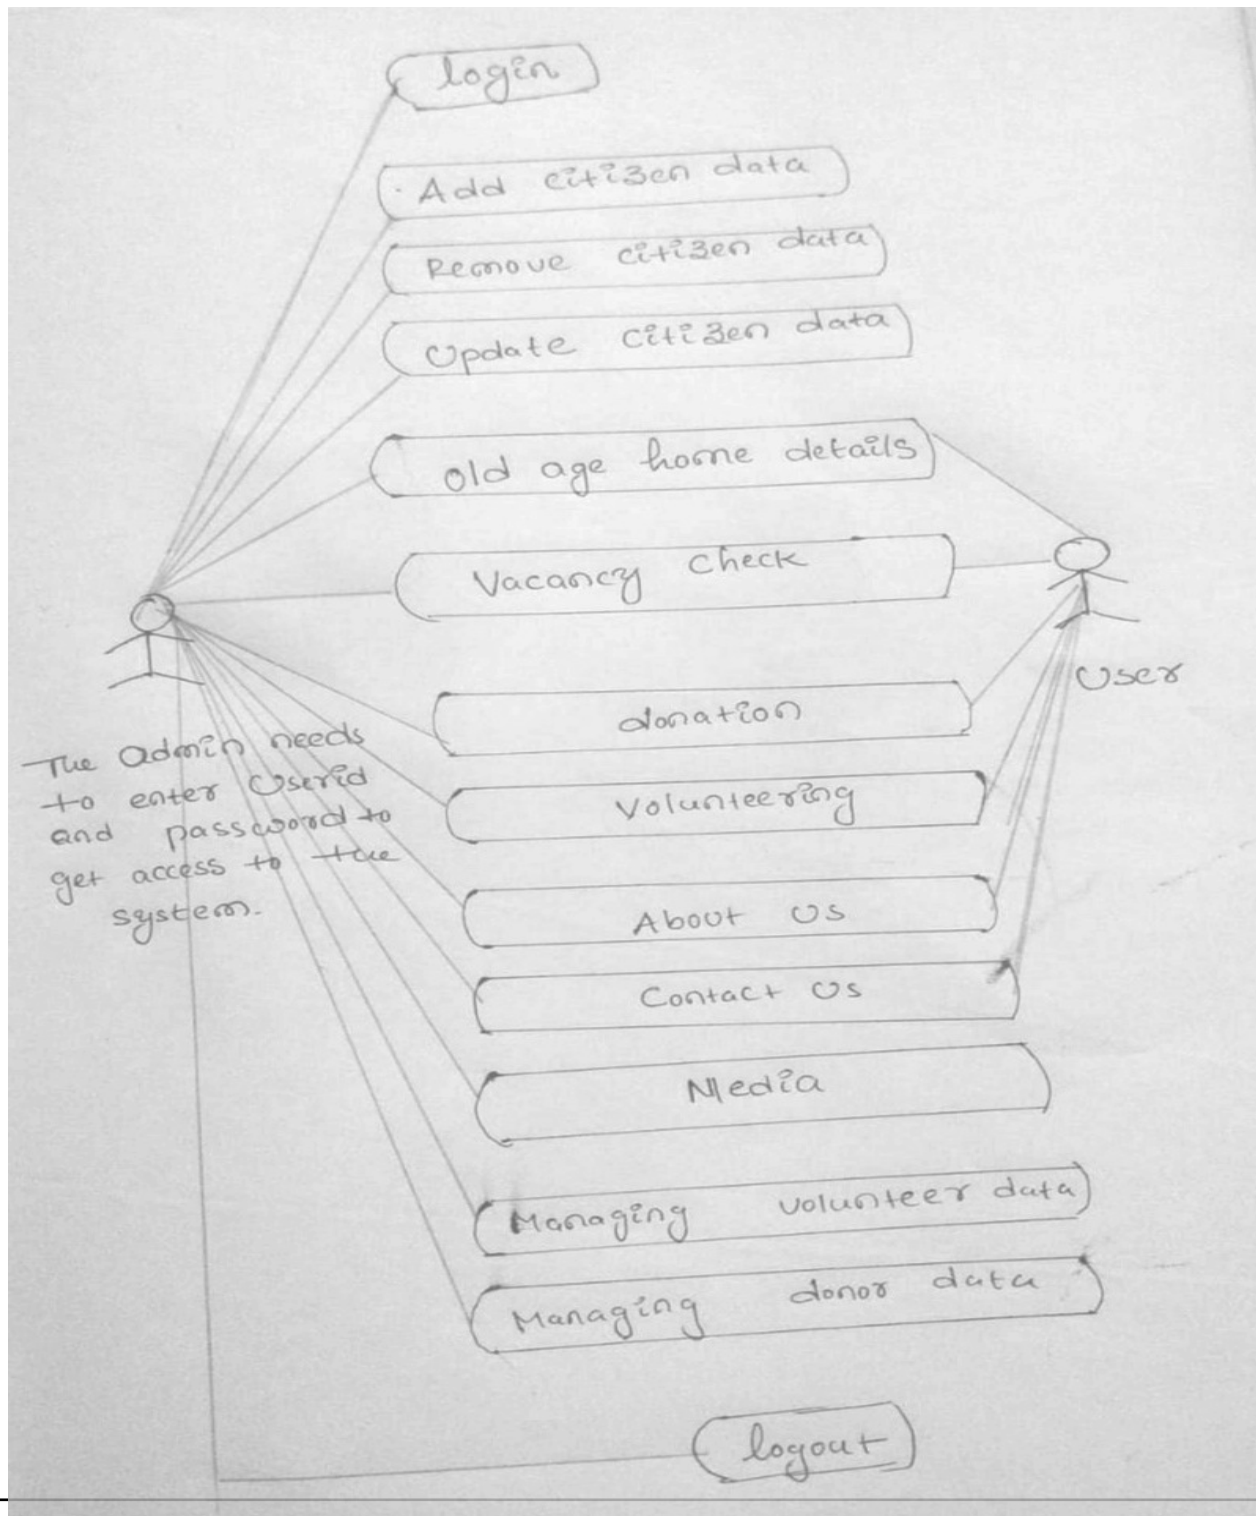 login
Add citizen data
Remove citizen data
Update citizen data
old age home details
Vacancy check
User
donation
The admin needs
to enter Userid
and password to
get access to the
system.
Volunteering
About Us
Contact Us
Media
Managing volunteer data
Managing donor data
logout